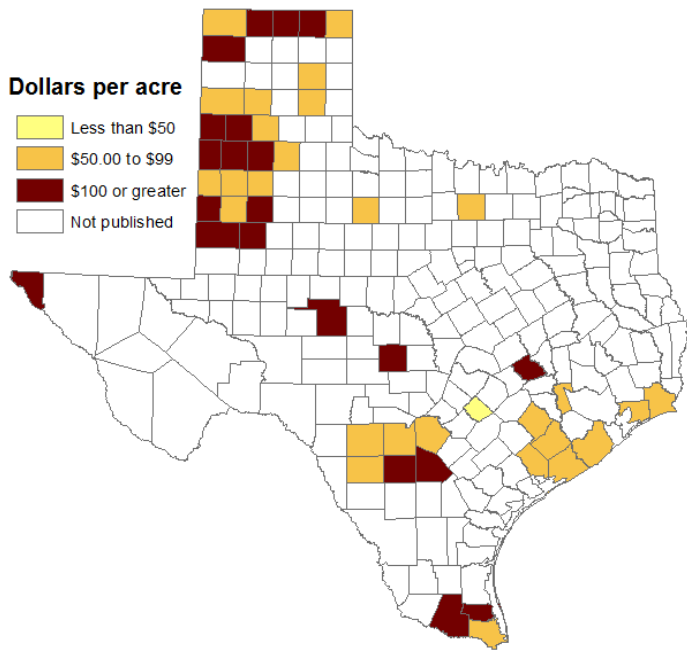 Dollars per acre
Less than $50
$50.00 to $99
$100 or greater
Not published